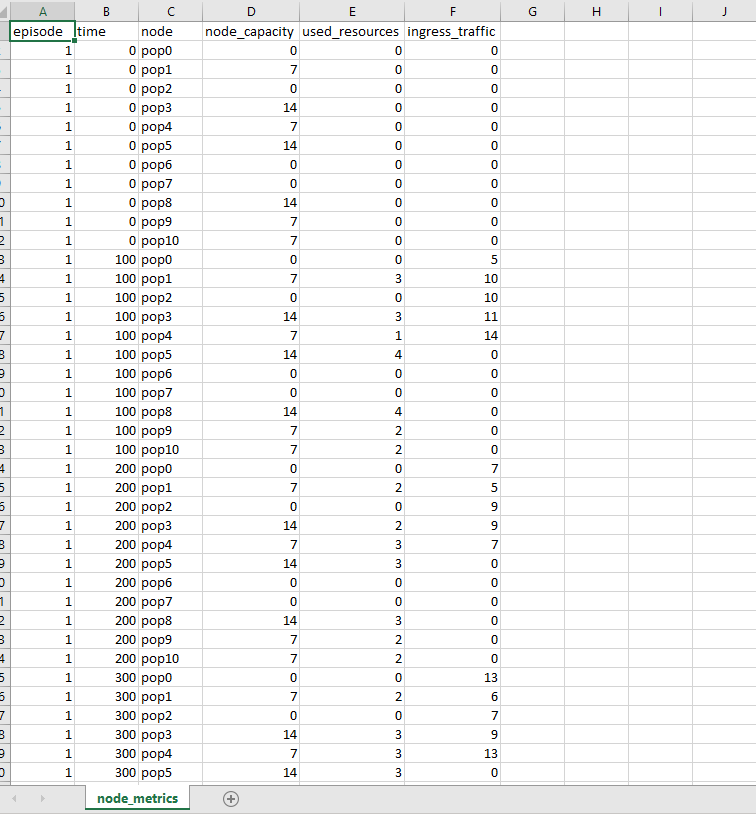 A B C D E F G H I J
episode time node node_capacity used_resources ingress_traffic
1 0 pop0 0 0 0
1 0 pop1 7 0 0
1 0 pop2 0 0 0
1 0 pop3 14 0 0
1 0 pop4 7 0 0
1 0 pop5 14 0 0
1 0 pop6 0 0 0
1 0 pop7 0 0 0
1 0 pop8 14 0 0
1 0 pop9 7 0 0
1 0 pop10 7 0 0
1 100 pop0 0 0 5
1 100 pop1 7 3 10
1 100 pop2 0 0 10
1 100 pop3 14 3 11
1 100 pop4 7 1 14
1 100 pop5 14 4 0
1 100 pop6 0 0 0
1 100 pop7 0 0 0
1 100 pop8 14 4 0
1 100 pop9 7 2 0
1 100 pop10 7 2 0
1 200 pop0 0 0 7
1 200 pop1 7 2 5
1 200 pop2 0 0 9
1 200 pop3 14 2 9
1 200 pop4 7 3 7
1 200 pop5 14 3 0
1 200 pop6 0 0 0
1 200 pop7 0 0 0
1 200 pop8 14 3 0
1 200 pop9 7 2 0
1 200 pop10 7 2 0
1 300 pop0 0 0 13
1 300 pop1 7 2 6
1 300 pop2 0 0 7
1 300 pop3 14 3 9
1 300 pop4 7 3 13
1 300 pop5 14 3 0
node_metrics